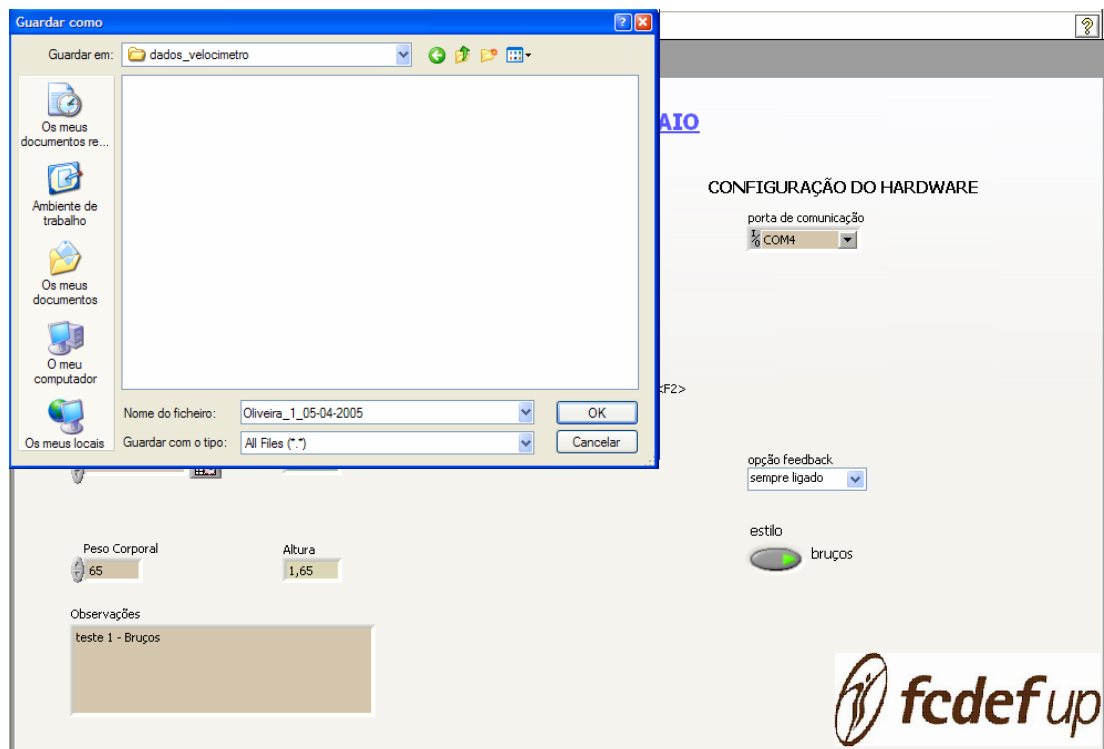 Guardar como
Guardar em:
dados_velocimetro
Os meus
documentos re...
Ambiente de
trabalho
Os meus
documentos
O meu
computador
Os meus locais
Nome do ficheiro:
Oliveira_1_05-04-2005
OK
Guardar com o tipo:
All Files (*.*)
Cancelar
AIO
CONFIGURAÇÃO DO HARDWARE
porta de comunicação
I/O
COM4
<F2>
opção feedback
sempre ligado
estilo
bruços
Peso Corporal
65
Altura
1,65
Observações
teste 1 - Bruços
fcdef up